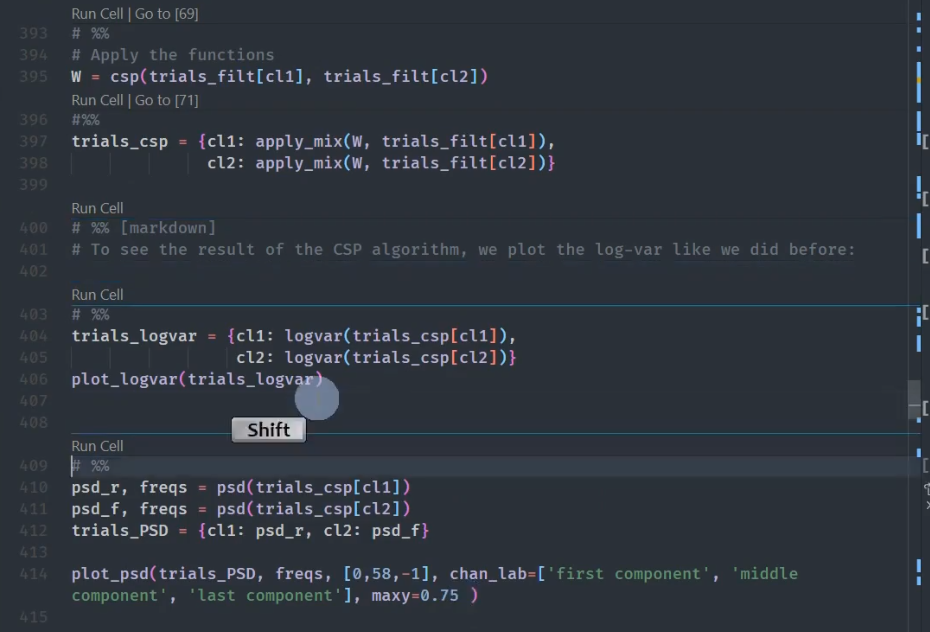 Run Cell | Go to [69]
393 # %%
394 # Apply the functions
395 W = csp(trials_filt[cl1], trials_filt[cl2])
Run Cell | Go to [71]
396 #%%
397 trials_csp = {cl1: apply_mix(W, trials_filt[cl1]),
398 cl2: apply_mix(W, trials_filt[cl2])}
399
Run Cell
400 # %% [markdown]
401 # To see the result of the CSP algorithm, we plot the log-var like we did before:
402
Run Cell
403 # %%
404 trials_logvar = {cl1: logvar(trials_csp[cl1]),
405 cl2: logvar(trials_csp[cl2])}
406 plot_logvar(trials_logvar)
407
408
Shift
Run Cell
409 # %%
410 psd_r, freqs = psd(trials_csp[cl1])
411 psd_f, freqs = psd(trials_csp[cl2])
412 trials_PSD = {cl1: psd_r, cl2: psd_f}
413
414 plot_psd(trials_PSD, freqs, [0,58,-1], chan_lab=['first component', 'middle
component', 'last component'], maxy=0.75 )
415